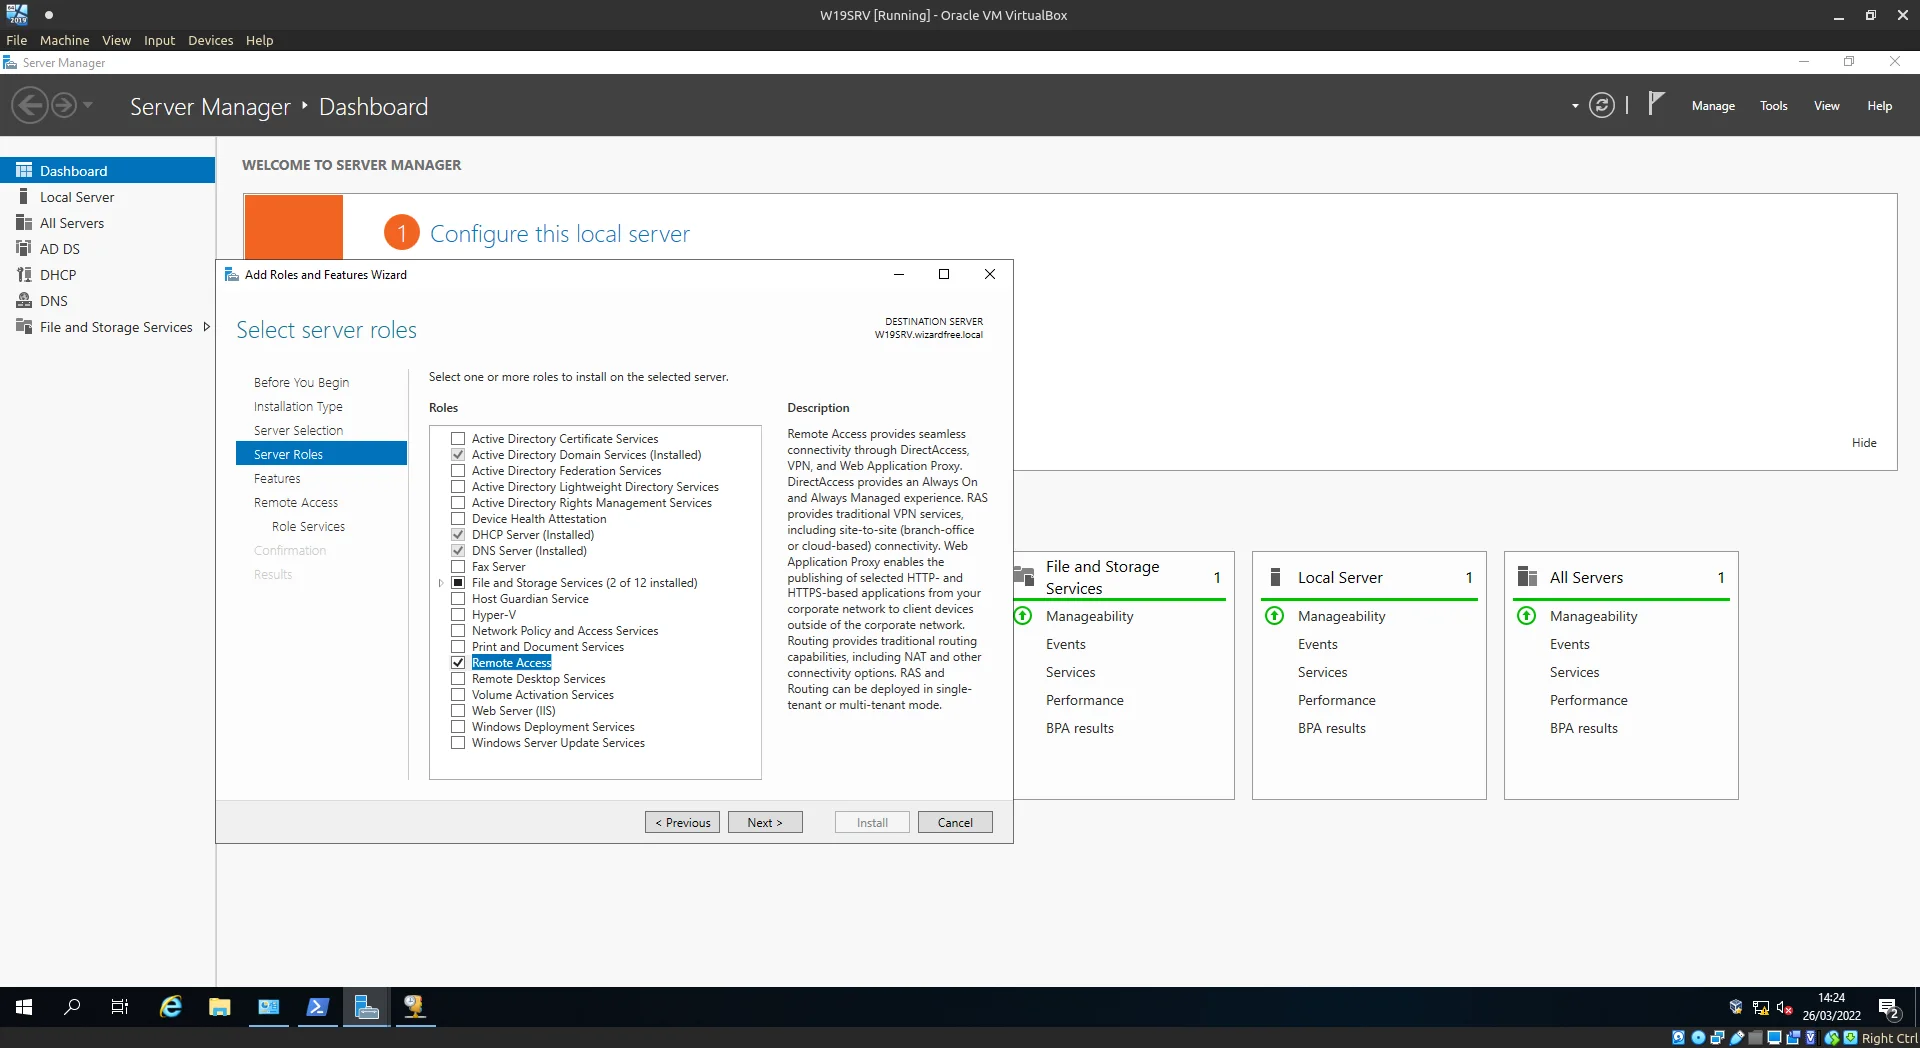 W19SRV [Running] - Oracle VM VirtualBox
File Machine View Input Devices Help
Server Manager
Server Manager ‣ Dashboard
Manage Tools View Help
Dashboard
Local Server
All Servers
AD DS
DHCP
DNS
File and Storage Services
WELCOME TO SERVER MANAGER
1 Configure this local server
Hide
Add Roles and Features Wizard
Select server roles
DESTINATION SERVER
W19SRV.wizardfree.local
Before You Begin
Installation Type
Server Selection
Server Roles
Features
Remote Access
Role Services
Confirmation
Results
Select one or more roles to install on the selected server.
Roles
Active Directory Certificate Services
Active Directory Domain Services (Installed)
Active Directory Federation Services
Active Directory Lightweight Directory Services
Active Directory Rights Management Services
Device Health Attestation
DHCP Server (Installed)
DNS Server (Installed)
Fax Server
File and Storage Services (2 of 12 installed)
Host Guardian Service
Hyper-V
Network Policy and Access Services
Print and Document Services
Remote Access
Remote Desktop Services
Volume Activation Services
Web Server (IIS)
Windows Deployment Services
Windows Server Update Services
Description
Remote Access provides seamless
connectivity through DirectAccess,
VPN, and Web Application Proxy.
DirectAccess provides an Always On
and Always Managed experience. RAS
provides traditional VPN services,
including site-to-site (branch-office
or cloud-based) connectivity. Web
Application Proxy enables the
publishing of selected HTTP- and
HTTPS-based applications from your
corporate network to client devices
outside of the corporate network.
Routing provides traditional routing
capabilities, including NAT and other
connectivity options. RAS and
Routing can be deployed in single-
tenant or multi-tenant mode.
< Previous
Next >
Install
Cancel
File and Storage
Services
1
Manageability
Events
Services
Performance
BPA results
Local Server 1
Manageability
Events
Services
Performance
BPA results
All Servers 1
Manageability
Events
Services
Performance
BPA results
14:24
26/03/2022
2
Right Ctrl